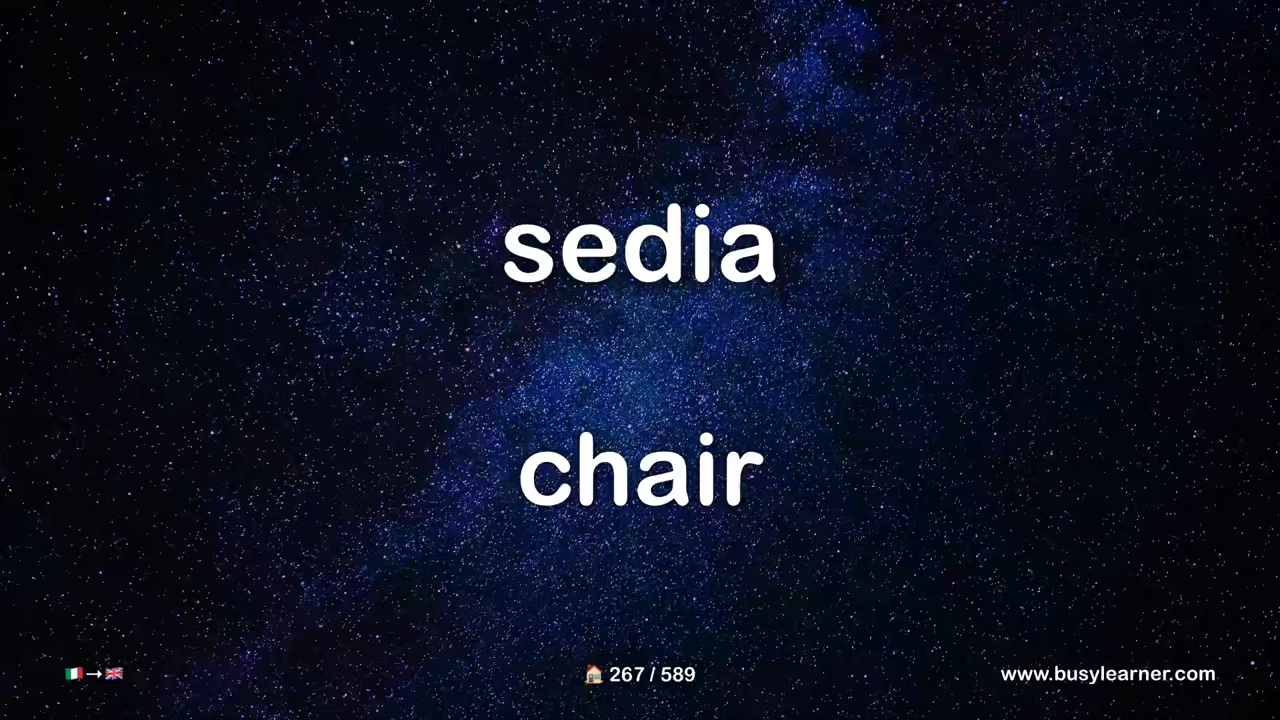 sedia
chair
🇮🇹→🇬🇧
🏠 267 / 589
www.busylearner.com